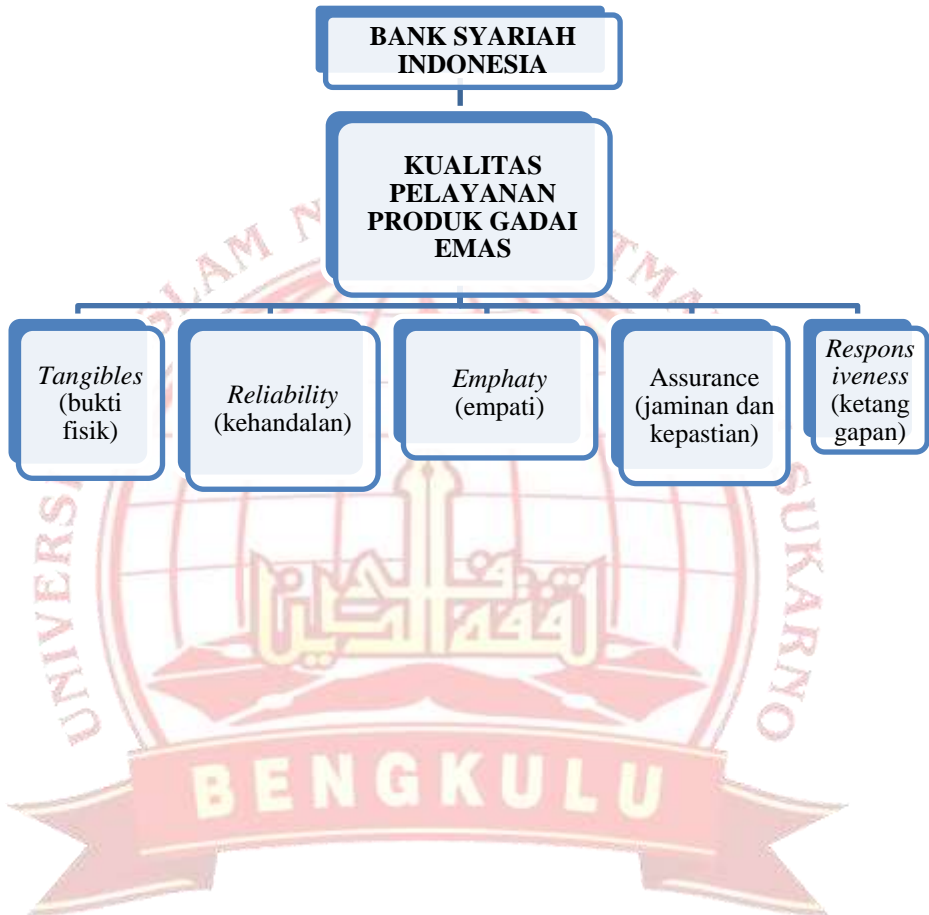 BANK SYARIAH
INDONESIA
KUALITAS
PELAYANAN
PRODUK GADAI
EMAS
Tangibles
(bukti
fisik)
Reliability
(kehandalan)
Emphaty
(empati)
Assurance
(jaminan dan
kepastian)
Respons
iveness
(ketang
gapan)
SUKARNO
BENGKULU